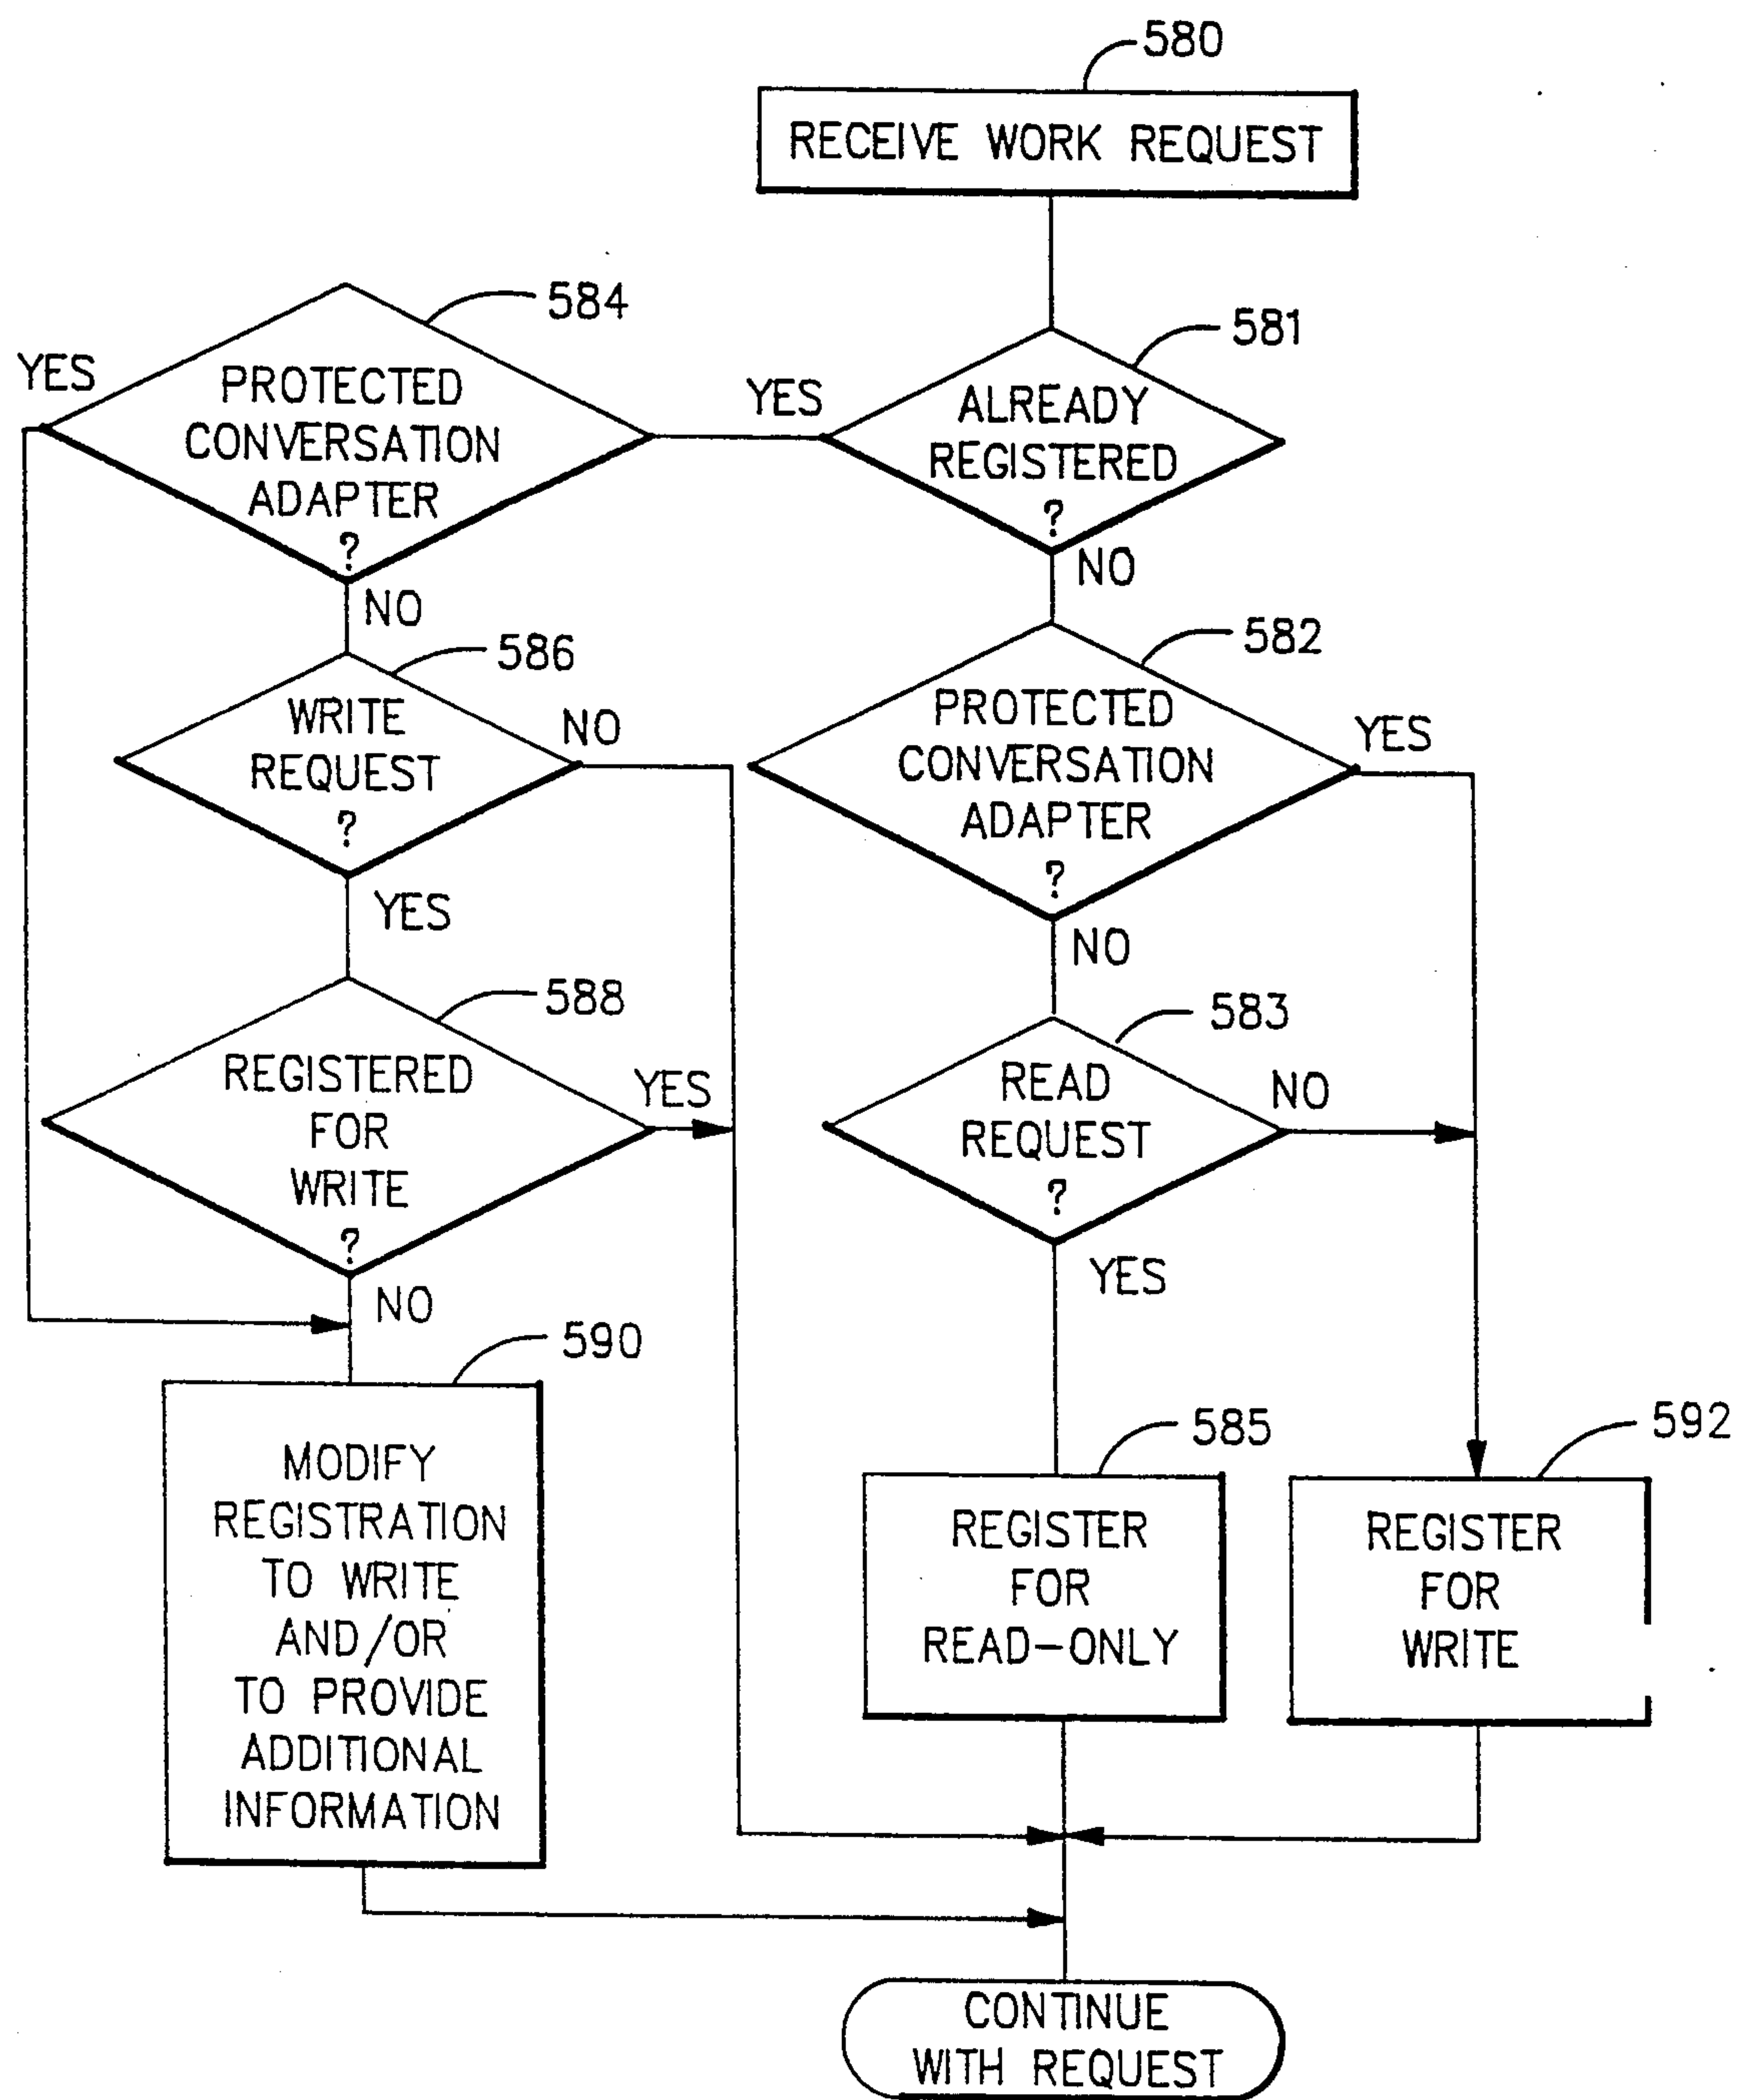 580
RECEIVE WORK REQUEST
584
581
YES
PROTECTED
CONVERSATION
ADAPTER
?
YES
ALREADY
REGISTERED
?
NO
NO
586
582
WRITE
REQUEST
?
NO
PROTECTED
CONVERSATION
ADAPTER
?
YES
YES
NO
588
583
REGISTERED
FOR
WRITE
?
YES
READ
REQUEST
?
NO
YES
NO
590
585
592
MODIFY
REGISTRATION
TO WRITE
AND/OR
TO PROVIDE
ADDITIONAL
INFORMATION
REGISTER
FOR
READ-ONLY
REGISTER
FOR
WRITE
CONTINUE
WITH REQUEST